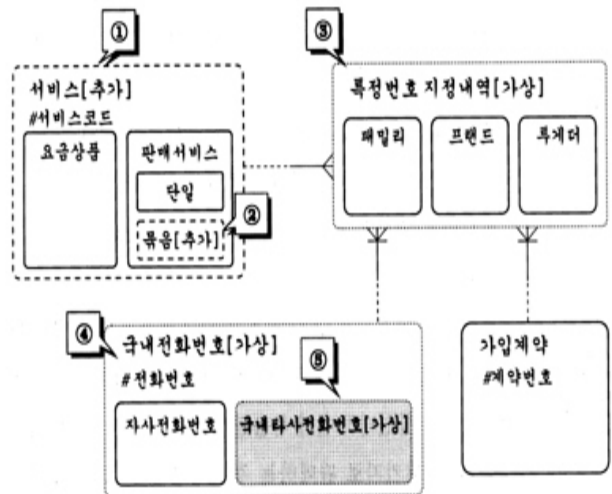 ①
서비스[추가]
#서비스코드
요금상품
판매서비스
단일
②
묶음[추가]
③
특정번호 지정내역[가상]
패밀리
프랜드
투게더
④
국내전화번호[가상]
#전화번호
자사전화번호
⑤
국내타사전화번호[가상]
가입계약
#계약번호